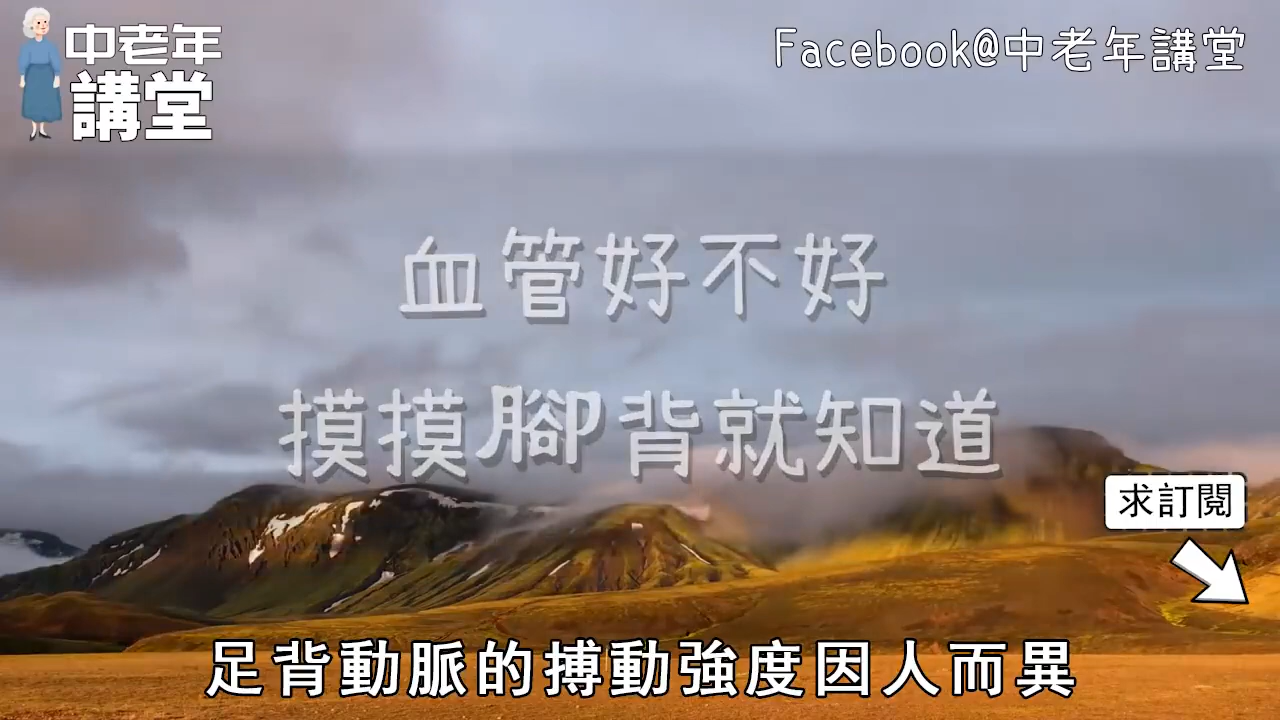 中老年
講堂
Facebook@中老年講堂
血管好不好
摸摸腳背就知道
求訂閱
足背動脈的搏動強度因人而異